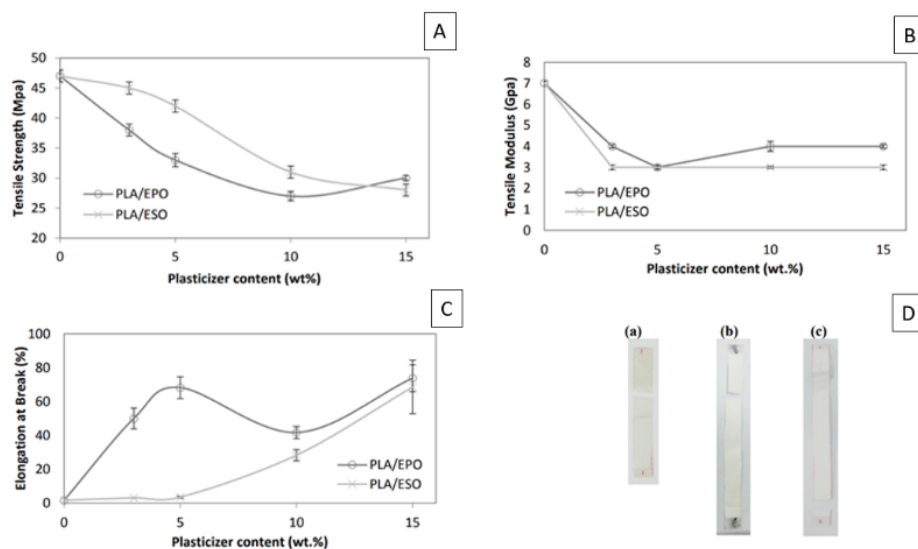 A
50
45
40
35
30
25
20
Tensile Strength (Mpa)
PLA/EPO
PLA/ESO
0 5 10 15
Plasticizer content (wt%)
B
8
7
6
5
4
3
2
1
0
Tensile Modulus (Gpa)
PLA/EPO
PLA/ESO
0 5 10 15
Plasticizer content (wt.%)
C
100
80
60
40
20
0
Elongation at Break (%)
PLA/EPO
PLA/ESO
0 5 10 15
Plasticizer content (wt.%)
D
(a) (b) (c)